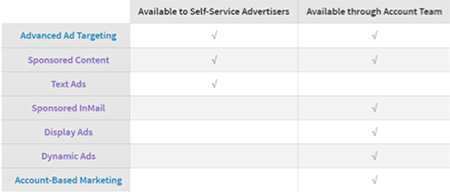 Available to Self-Service Advertisers Available through Account Team
Advanced Ad Targeting √ √
Sponsored Content √ √
Text Ads √
Sponsored InMail √
Display Ads √
Dynamic Ads √
Account-Based Marketing √